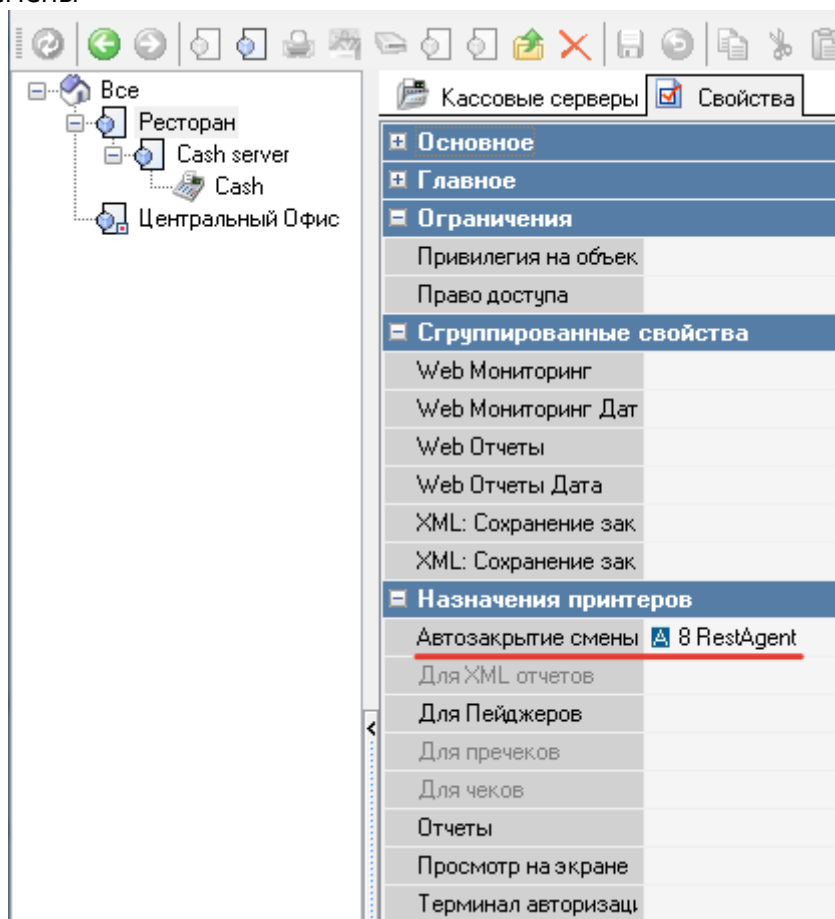 Все
Ресторан
Cash server
Cash
Центральный Офис
Кассовые серверы
Свойства
Основное
Главное
Ограничения
Привилегия на объек
Право доступа
Сгруппированные свойства
Web Мониторинг
Web Мониторинг Дат
Web Отчеты
Web Отчеты Дата
XML: Сохранение зак
XML: Сохранение зак
Назначения принтеров
Автозакрытие смены A 8 RestAgent
Для XML отчетов
Для Пейджеров
Для пречеков
Для чеков
Отчеты
Просмотр на экране
Терминал авторизаци